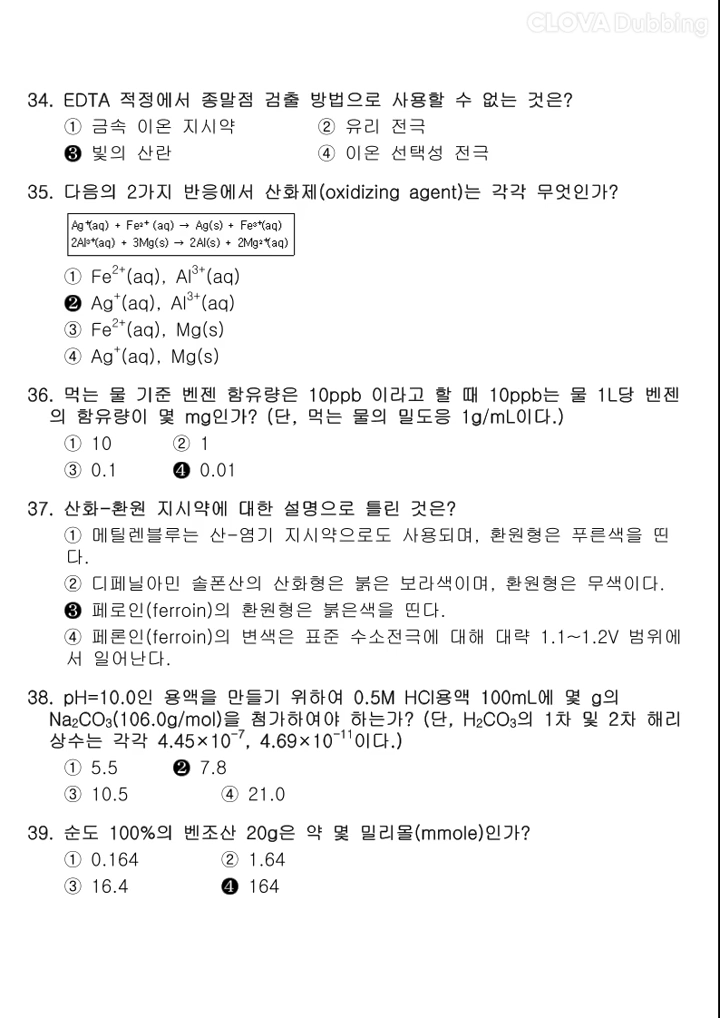 CLOVA Dubbing
34. EDTA 적정에서 종말점 검출 방법으로 사용할 수 없는 것은?
① 금속 이온 지시약 ② 유리 전극
❸ 빛의 산란 ④ 이온 선택성 전극
35. 다음의 2가지 반응에서 산화제(oxidizing agent)는 각각 무엇인가?
Ag⁺(aq) + Fe²⁺ (aq) → Ag(s) + Fe³⁺(aq)
2Al³⁺(aq) + 3Mg(s) → 2Al(s) + 2Mg²⁺(aq)
① Fe²⁺(aq), Al³⁺(aq)
❷ Ag⁺(aq), Al³⁺(aq)
③ Fe²⁺(aq), Mg(s)
④ Ag⁺(aq), Mg(s)
36. 먹는 물 기준 벤젠 함유량은 10ppb 이라고 할 때 10ppb는 물 1L당 벤젠
의 함유량이 몇 mg인가? (단, 먹는 물의 밀도응 1g/mL이다.)
① 10 ② 1
③ 0.1 ❹ 0.01
37. 산화-환원 지시약에 대한 설명으로 틀린 것은?
① 메틸렌블루는 산-염기 지시약으로도 사용되며, 환원형은 푸른색을 띤
다.
② 디페닐아민 솔폰산의 산화형은 붉은 보라색이며, 환원형은 무색이다.
❸ 페로인(ferroin)의 환원형은 붉은색을 띤다.
④ 페론인(ferroin)의 변색은 표준 수소전극에 대해 대략 1.1~1.2V 범위에
서 일어난다.
38. pH=10.0인 용액을 만들기 위하여 0.5M HCl용액 100mL에 몇 g의
Na₂CO₃(106.0g/mol)을 첨가하여야 하는가? (단, H₂CO₃의 1차 및 2차 해리
상수는 각각 4.45×10⁻⁷, 4.69×10⁻¹¹이다.)
① 5.5 ❷ 7.8
③ 10.5 ④ 21.0
39. 순도 100%의 벤조산 20g은 약 몇 밀리몰(mmole)인가?
① 0.164 ② 1.64
③ 16.4 ❹ 164